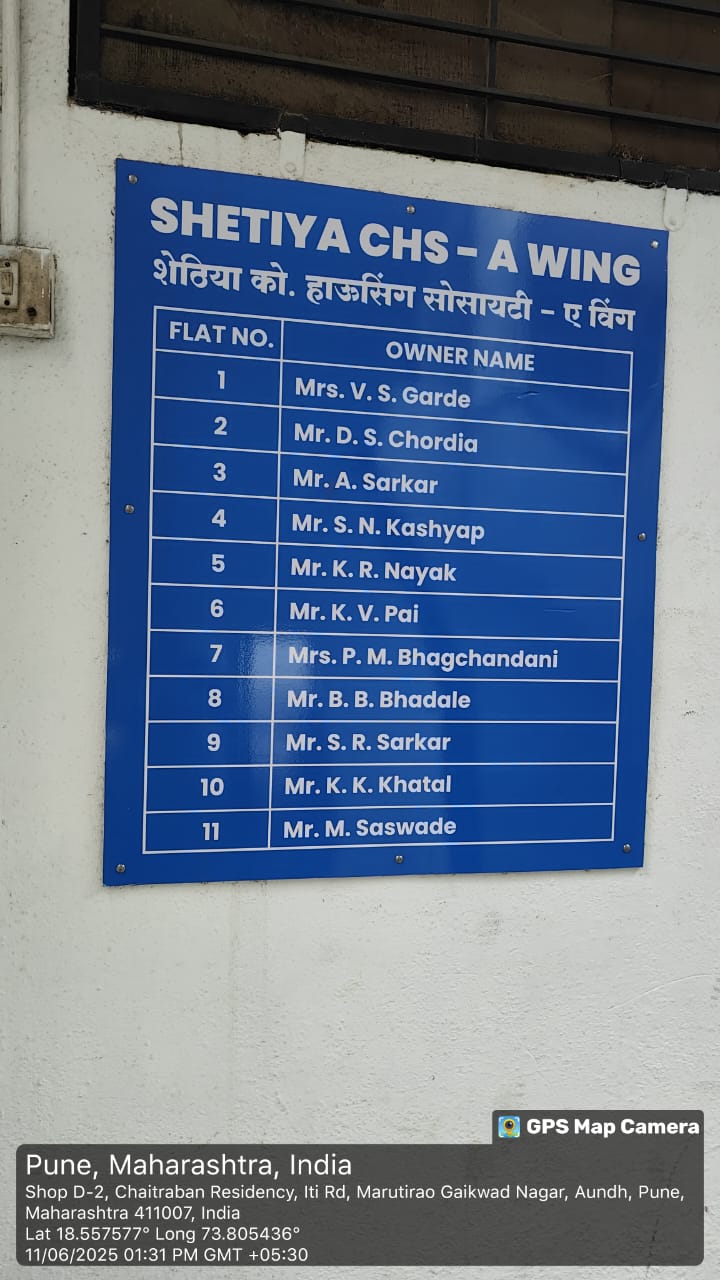 SHETIYA CHS - A WING
शेठिया को. हाऊसिंग सोसायटी - ए विंग
FLAT NO. OWNER NAME
1 Mrs. V. S. Garde
2 Mr. D. S. Chordia
3 Mr. A. Sarkar
4 Mr. S. N. Kashyap
5 Mr. K. R. Nayak
6 Mr. K. V. Pai
7 Mrs. P. M. Bhagchandani
8 Mr. B. B. Bhadale
9 Mr. S. R. Sarkar
10 Mr. K. K. Khatal
11 Mr. M. Saswade
GPS Map Camera
Pune, Maharashtra, India
Shop D-2, Chaitraban Residency, Iti Rd, Marutirao Gaikwad Nagar, Aundh, Pune,
Maharashtra 411007, India
Lat 18.557577° Long 73.805436°
11/06/2025 01:31 PM GMT +05:30